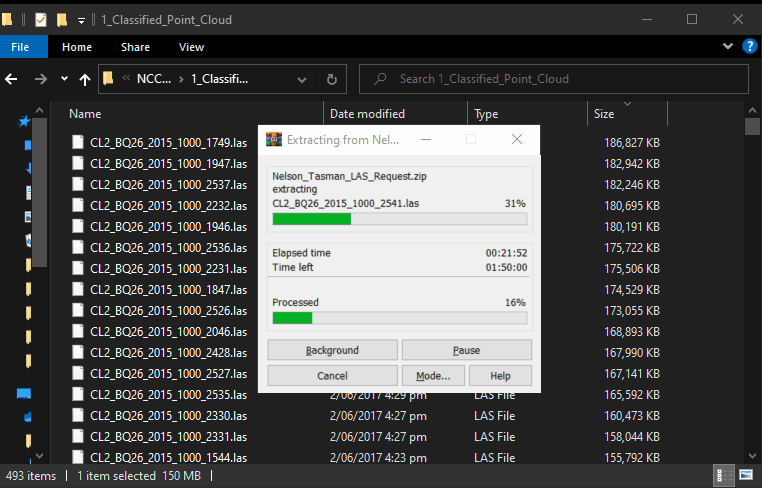 1_Classified_Point_Cloud
File Home Share View
NCC... 1_Classifi... Search 1_Classified_Point_Cloud
Name Date modified Type Size
CL2_BQ26_2015_1000_1749.las 186,827 KB
CL2_BQ26_2015_1000_1947.las 182,942 KB
CL2_BQ26_2015_1000_2537.las 182,246 KB
CL2_BQ26_2015_1000_2232.las 180,695 KB
CL2_BQ26_2015_1000_1946.las 180,191 KB
CL2_BQ26_2015_1000_2536.las 175,722 KB
CL2_BQ26_2015_1000_2231.las 175,506 KB
CL2_BQ26_2015_1000_1847.las 174,529 KB
CL2_BQ26_2015_1000_2526.las 173,055 KB
CL2_BQ26_2015_1000_2046.las 168,893 KB
CL2_BQ26_2015_1000_2428.las 167,990 KB
CL2_BQ26_2015_1000_2527.las 167,141 KB
CL2_BQ26_2015_1000_2535.las 2/06/2017 4:29 pm LAS File 165,592 KB
CL2_BQ26_2015_1000_2330.las 2/06/2017 4:27 pm LAS File 160,473 KB
CL2_BQ26_2015_1000_2331.las 2/06/2017 4:27 pm LAS File 158,044 KB
CL2_BQ26_2015_1000_1544.las 2/06/2017 4:23 pm LAS File 155,792 KB
Extracting from Nel...
Nelson_Tasman_LAS_Request.zip
extracting
CL2_BQ26_2015_1000_2541.las 31%
Elapsed time 00:21:52
Time left 01:50:00
Processed 16%
Background Pause
Cancel Mode... Help
493 items 1 item selected 150 MB